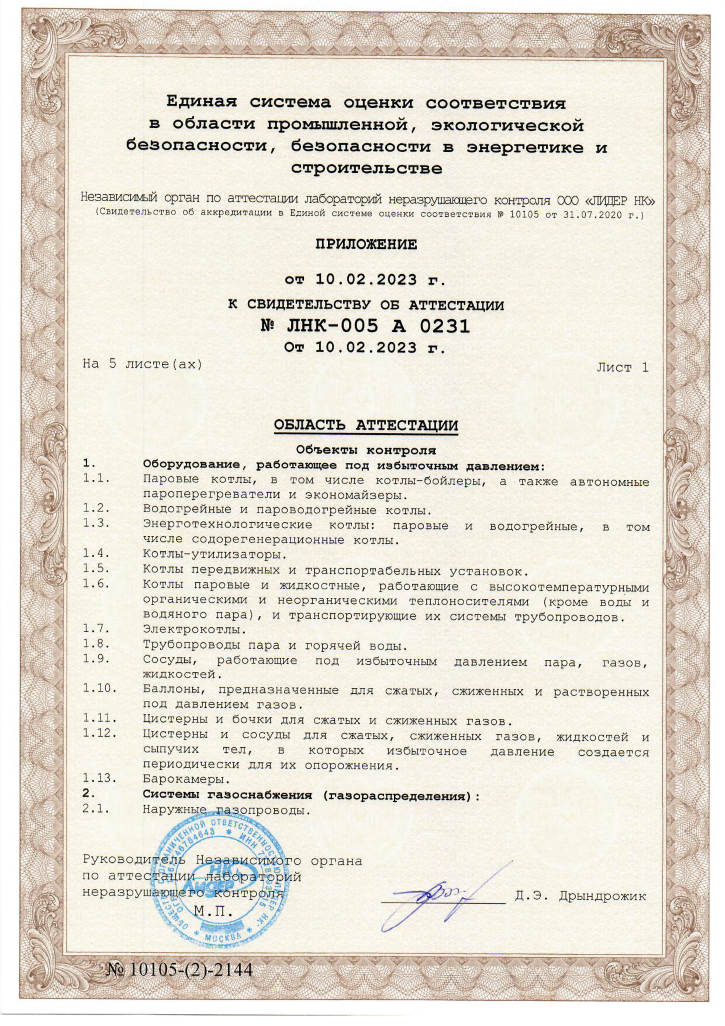 Единая система оценки соответствия
в области промышленной, экологической
безопасности, безопасности в энергетике и
строительстве
Независимый орган по аттестации лабораторий неразрушающего контроля ООО «ЛИДЕР НК»
(Свидетельство об аккредитации в Единой системе оценки соответствия № 10105 от 31.07.2020 г.)
ПРИЛОЖЕНИЕ
от 10.02.2023 г.
К СВИДЕТЕЛЬСТВУ ОБ АТТЕСТАЦИИ
№ ЛНК-005 А 0231
От 10.02.2023 г.
На 5 листе(ах) Лист 1
ОБЛАСТЬ АТТЕСТАЦИИ
Объекты контроля
1. Оборудование, работающее под избыточным давлением:
1.1. Паровые котлы, в том числе котлы-бойлеры, а также автономные
пароперегреватели и экономайзеры.
1.2. Водогрейные и пароводогрейные котлы.
1.3. Энерготехнологические котлы: паровые и водогрейные, в том
числе содорегенерационные котлы.
1.4. Котлы-утилизаторы.
1.5. Котлы передвижных и транспортабельных установок.
1.6. Котлы паровые и жидкостные, работающие с высокотемпературными
органическими и неорганическими теплоносителями (кроме воды и
водяного пара), и транспортирующие их системы трубопроводов.
1.7. Электрокотлы.
1.8. Трубопроводы пара и горячей воды.
1.9. Сосуды, работающие под избыточным давлением пара, газов,
жидкостей.
1.10. Баллоны, предназначенные для сжатых, сжиженных и растворенных
под давлением газов.
1.11. Цистерны и бочки для сжатых и сжиженных газов.
1.12. Цистерны и сосуды для сжатых, сжиженных газов, жидкостей и
сыпучих тел, в которых избыточное давление создается
периодически для их опорожнения.
1.13. Барокамеры.
2. Системы газоснабжения (газораспределения):
2.1. Наружные газопроводы.
Руководитель Независимого органа
по аттестации лабораторий
неразрушающего контроля
Д.Э. Дрындрожик
М.П.
НК
ЛИДЕР
* МОСКВА *
№ 10105-(2)-2144